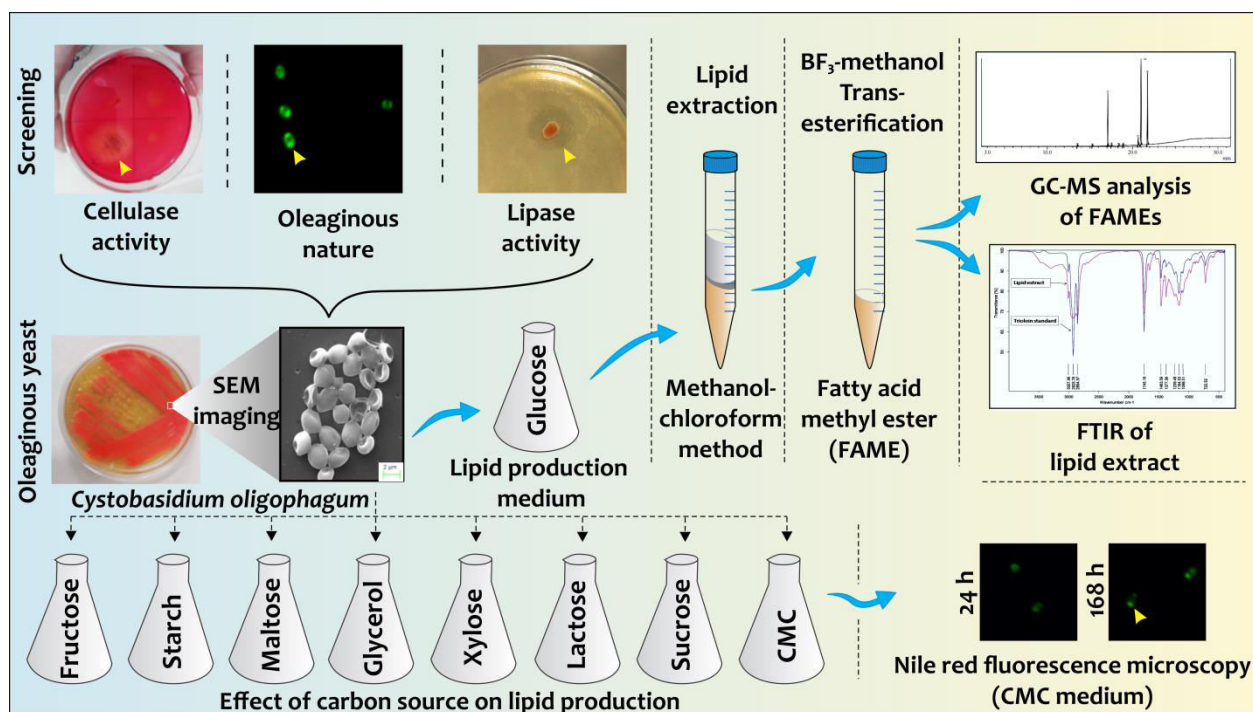 Screening
Cellulase
activity
Oleaginous
nature
Lipase
activity
Lipid
extraction
Methanol-
chloroform
method
BF₃-methanol
Trans-
esterification
Fatty acid
methyl ester
(FAME)
GC-MS analysis
of FAMEs
Lipid extract
Triolein standard
Wavenumber cm-1
FTIR of
lipid extract
Oleaginous yeast
SEM
imaging
2 µm
Cystobasidium oligophagum
Glucose
Lipid production
medium
Fructose
Starch
Maltose
Glycerol
Xylose
Lactose
Sucrose
CMC
Effect of carbon source on lipid production
24 h
168 h
Nile red fluorescence microscopy
(CMC medium)